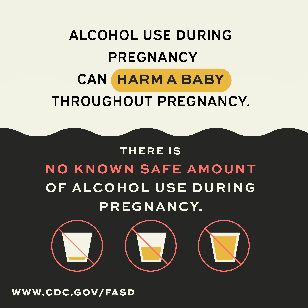 ALCOHOL USE DURING
PREGNANCY
CAN HARM A BABY
THROUGHOUT PREGNANCY.
THERE IS
NO KNOWN SAFE AMOUNT
OF ALCOHOL USE DURING
PREGNANCY.
WWW.CDC.GOV/FASD